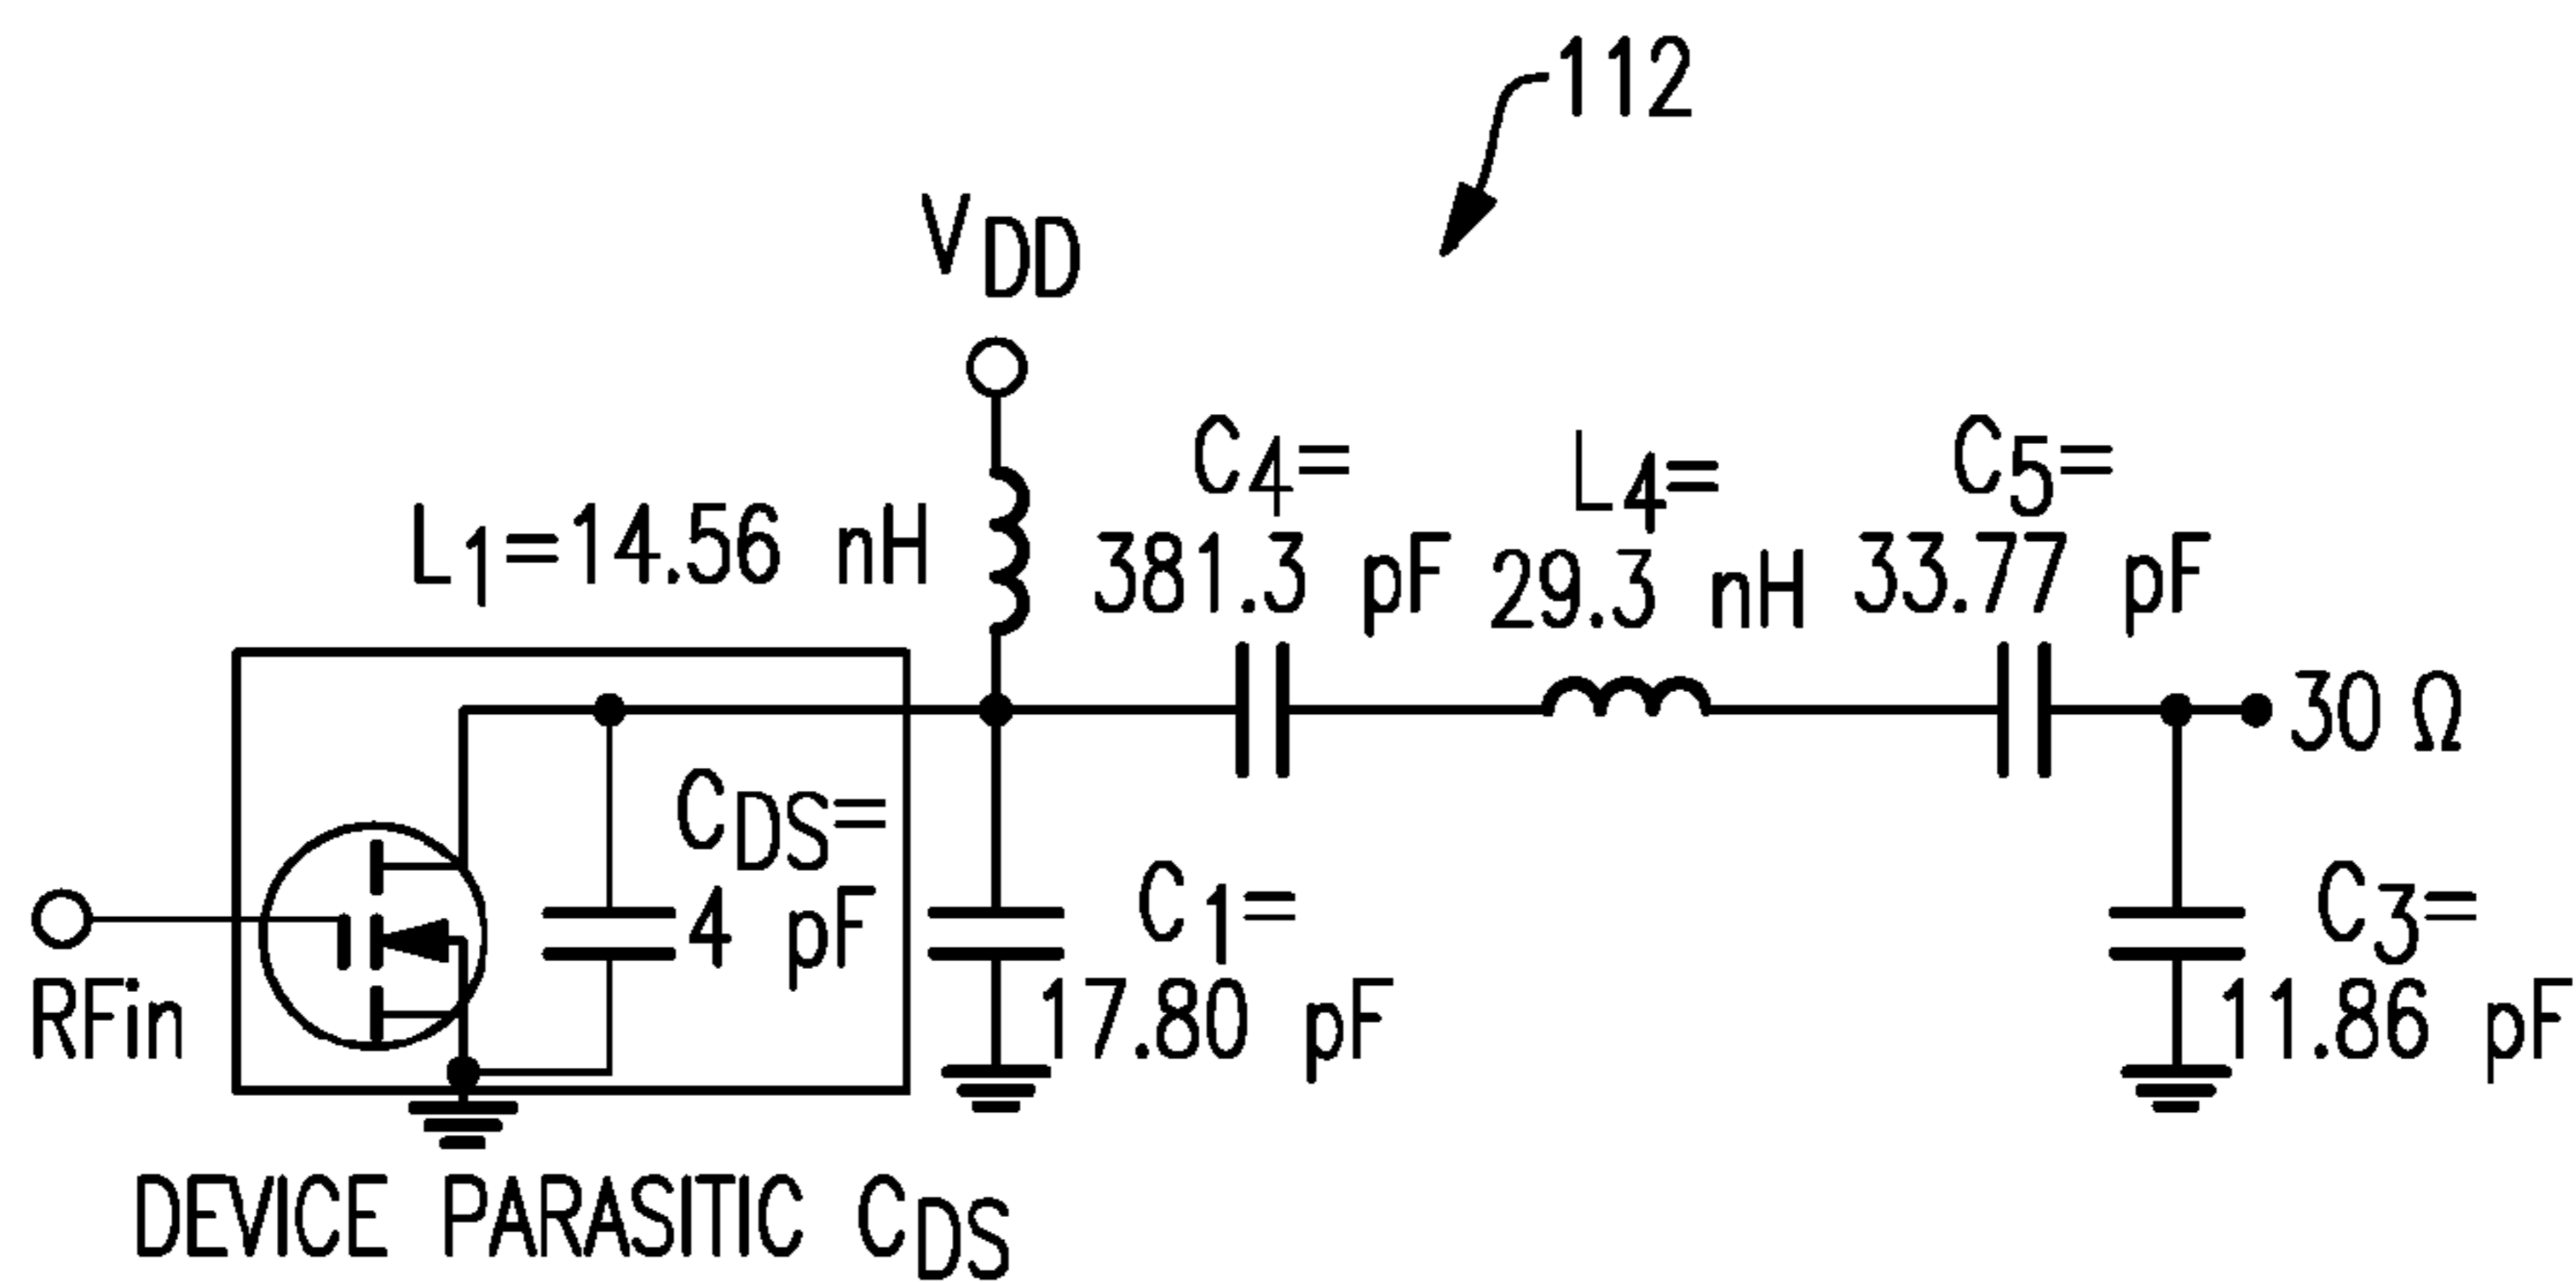 112
VDD
L1=14.56 nH
C4=
381.3 pF
L4=
29.3 nH
C5=
33.77 pF
30 Ω
CDS=
4 pF
C1=
17.80 pF
C3=
11.86 pF
RFin
DEVICE PARASITIC CDS